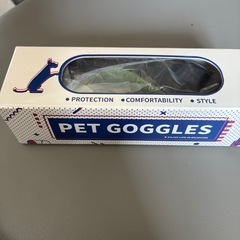 • PROTECTION • COMFORTABILITY • STYLE
PET GOGGLES